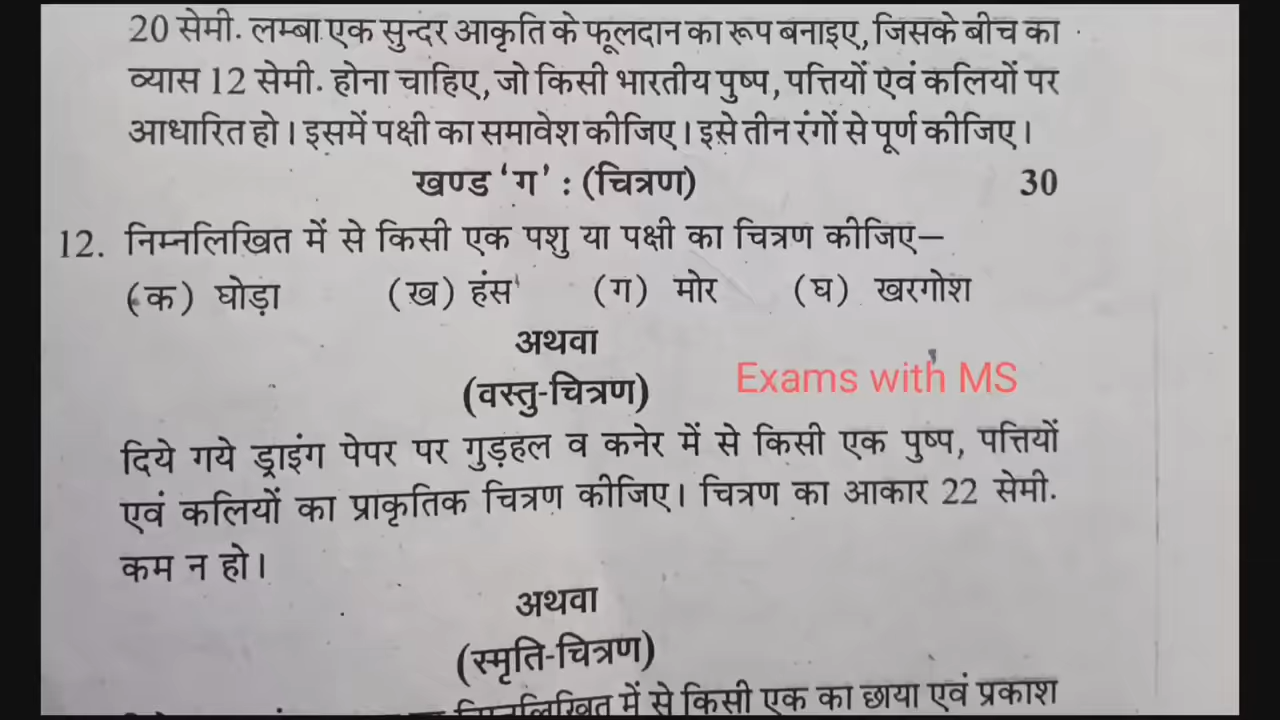 20 सेमी. लम्बा एक सुन्दर आकृति के फूलदान का रूप बनाइए, जिसके बीच का
व्यास 12 सेमी. होना चाहिए, जो किसी भारतीय पुष्प, पत्तियों एवं कलियों पर
आधारित हो। इसमें पक्षी का समावेश कीजिए। इसे तीन रंगों से पूर्ण कीजिए।
खण्ड 'ग' : (चित्रण) 30
12. निम्नलिखित में से किसी एक पशु या पक्षी का चित्रण कीजिए–
(क) घोड़ा (ख) हंस (ग) मोर (घ) खरगोश
अथवा
(वस्तु-चित्रण)
Exams with MS
दिये गये ड्राइंग पेपर पर गुड़हल व कनेर में से किसी एक पुष्प, पत्तियों
एवं कलियों का प्राकृतिक चित्रण कीजिए। चित्रण का आकार 22 सेमी.
कम न हो।
अथवा
(स्मृति-चित्रण)
निम्नलिखित में से किसी एक का छाया एवं प्रकाश